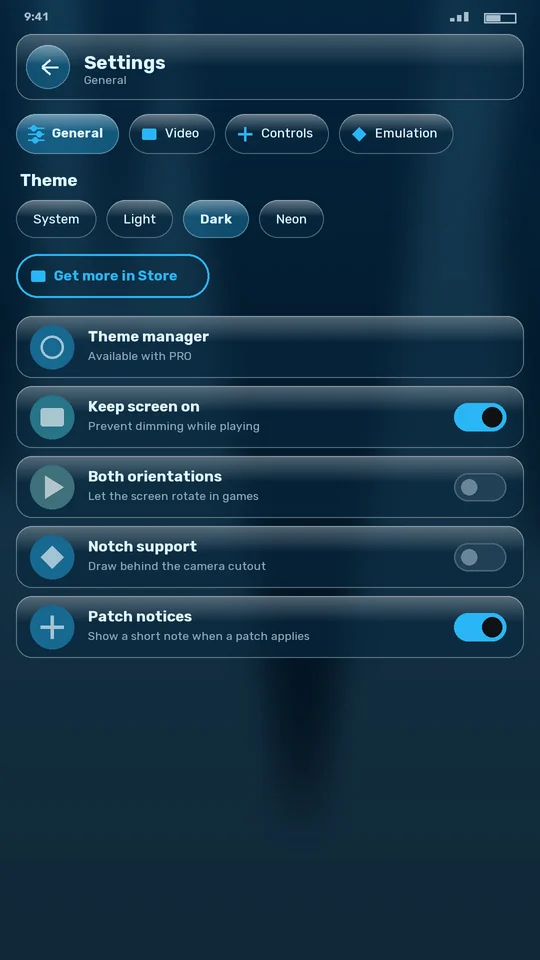 9:41
Settings
General
General
Video
Controls
Emulation
Theme
System
Light
Dark
Neon
Get more in Store
Theme manager
Available with PRO
Keep screen on
Prevent dimming while playing
Both orientations
Let the screen rotate in games
Notch support
Draw behind the camera cutout
Patch notices
Show a short note when a patch applies